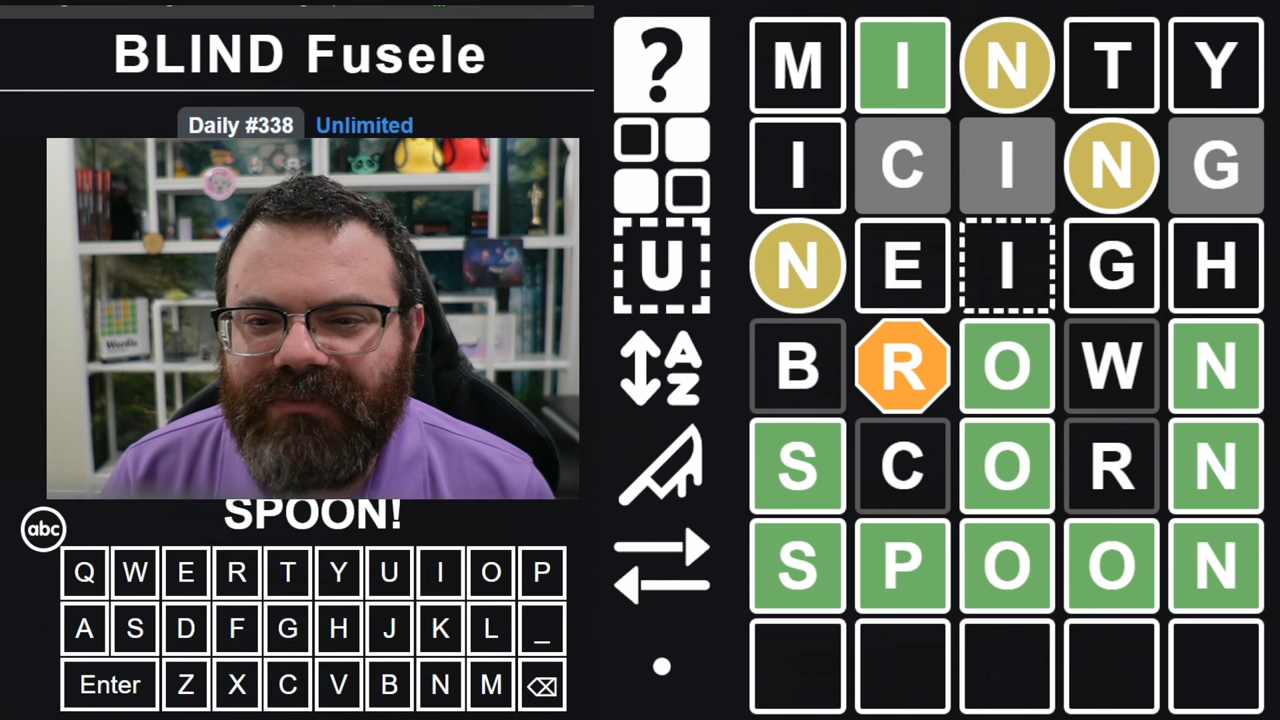 BLIND Fusele
Daily #338 Unlimited
SPOON!
abc
Q W E R T Y U I O P
A S D F G H J K L _
Enter Z X C V B N M ⌫
? M I N T Y
I C I N G
U N E I G H
A Z B R O W N
S C O R N
S P O O N